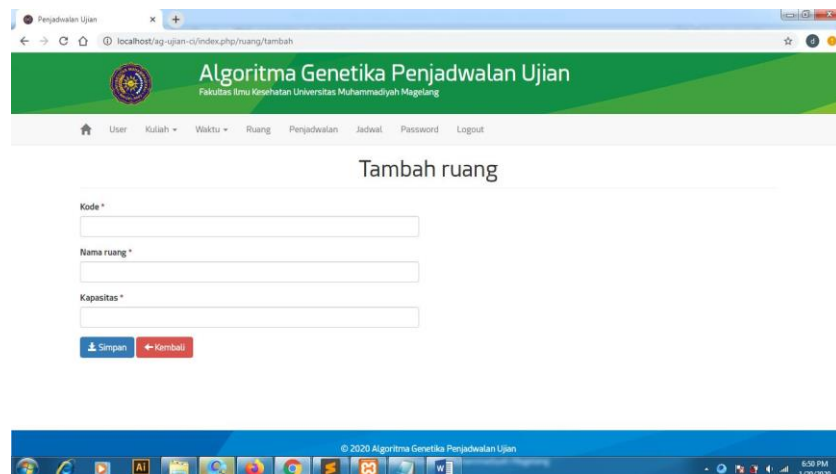 Penjadwalan Ujian
localhost/ag-ujian-ci/index.php/ruang/tambah
d
Algoritma Genetika Penjadwalan Ujian
Fakultas Ilmu Kesehatan Universitas Muhammadiyah Magelang
User Kuliah Waktu Ruang Penjadwalan Jadwal Password Logout
Tambah ruang
Kode *
Nama ruang *
Kapasitas *
Simpan Kembali
© 2020 Algoritma Genetika Penjadwalan Ujian
Ai
W
6:50 PM